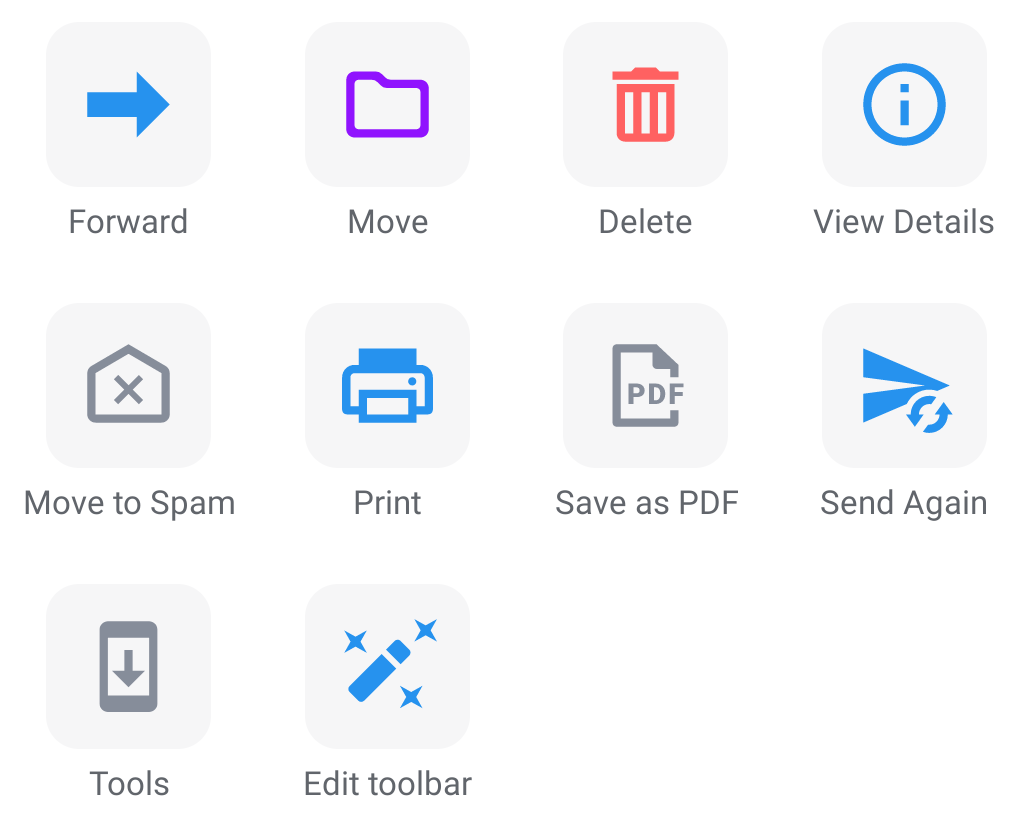 Forward
Move
Delete
View Details
Move to Spam
Print
PDF
Save as PDF
Send Again
Tools
Edit toolbar